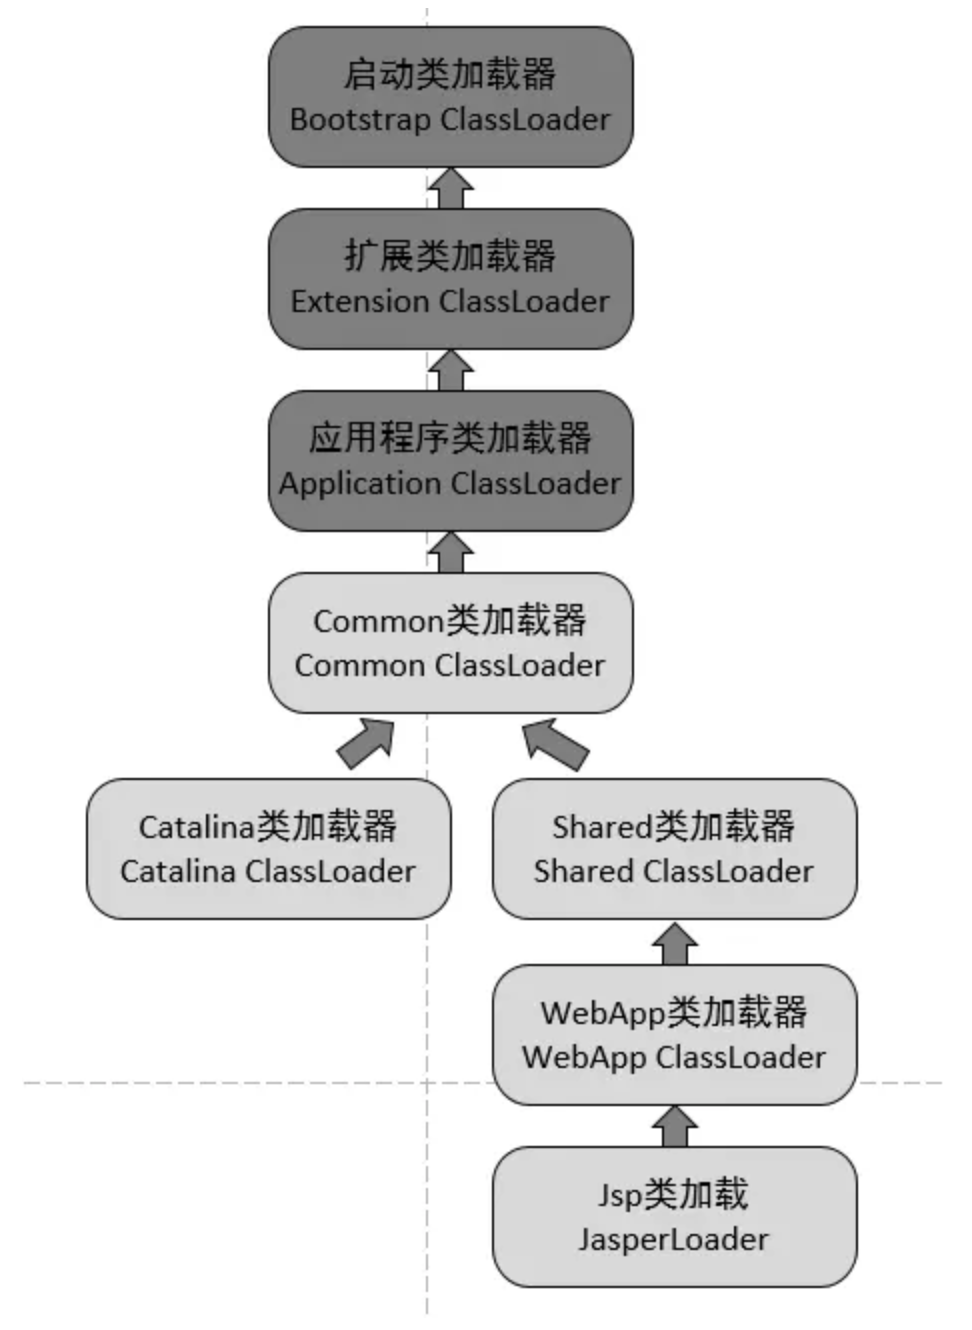 启动类加载器
Bootstrap ClassLoader
扩展类加载器
Extension ClassLoader
应用程序类加载器
Application ClassLoader
Common类加载器
Common ClassLoader
Catalina类加载器
Catalina ClassLoader
Shared类加载器
Shared ClassLoader
WebApp类加载器
WebApp ClassLoader
Jsp类加载
JasperLoader